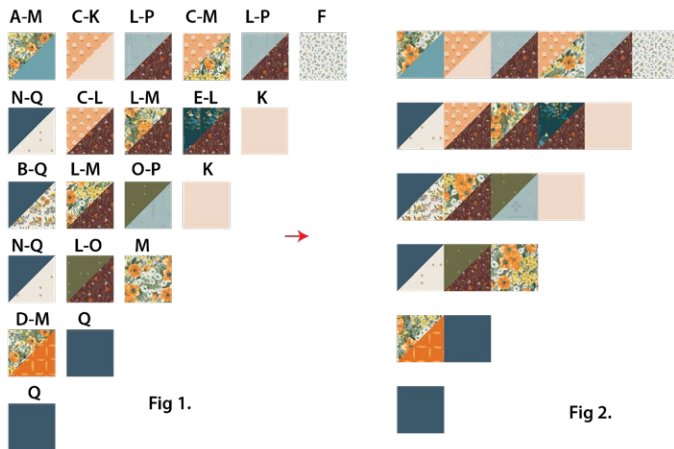 A-M C-K L-P C-M L-P F
N-Q C-L L-M E-L K
B-Q L-M O-P K
N-Q L-O M
D-M Q
Q
Fig 1.
Fig 2.